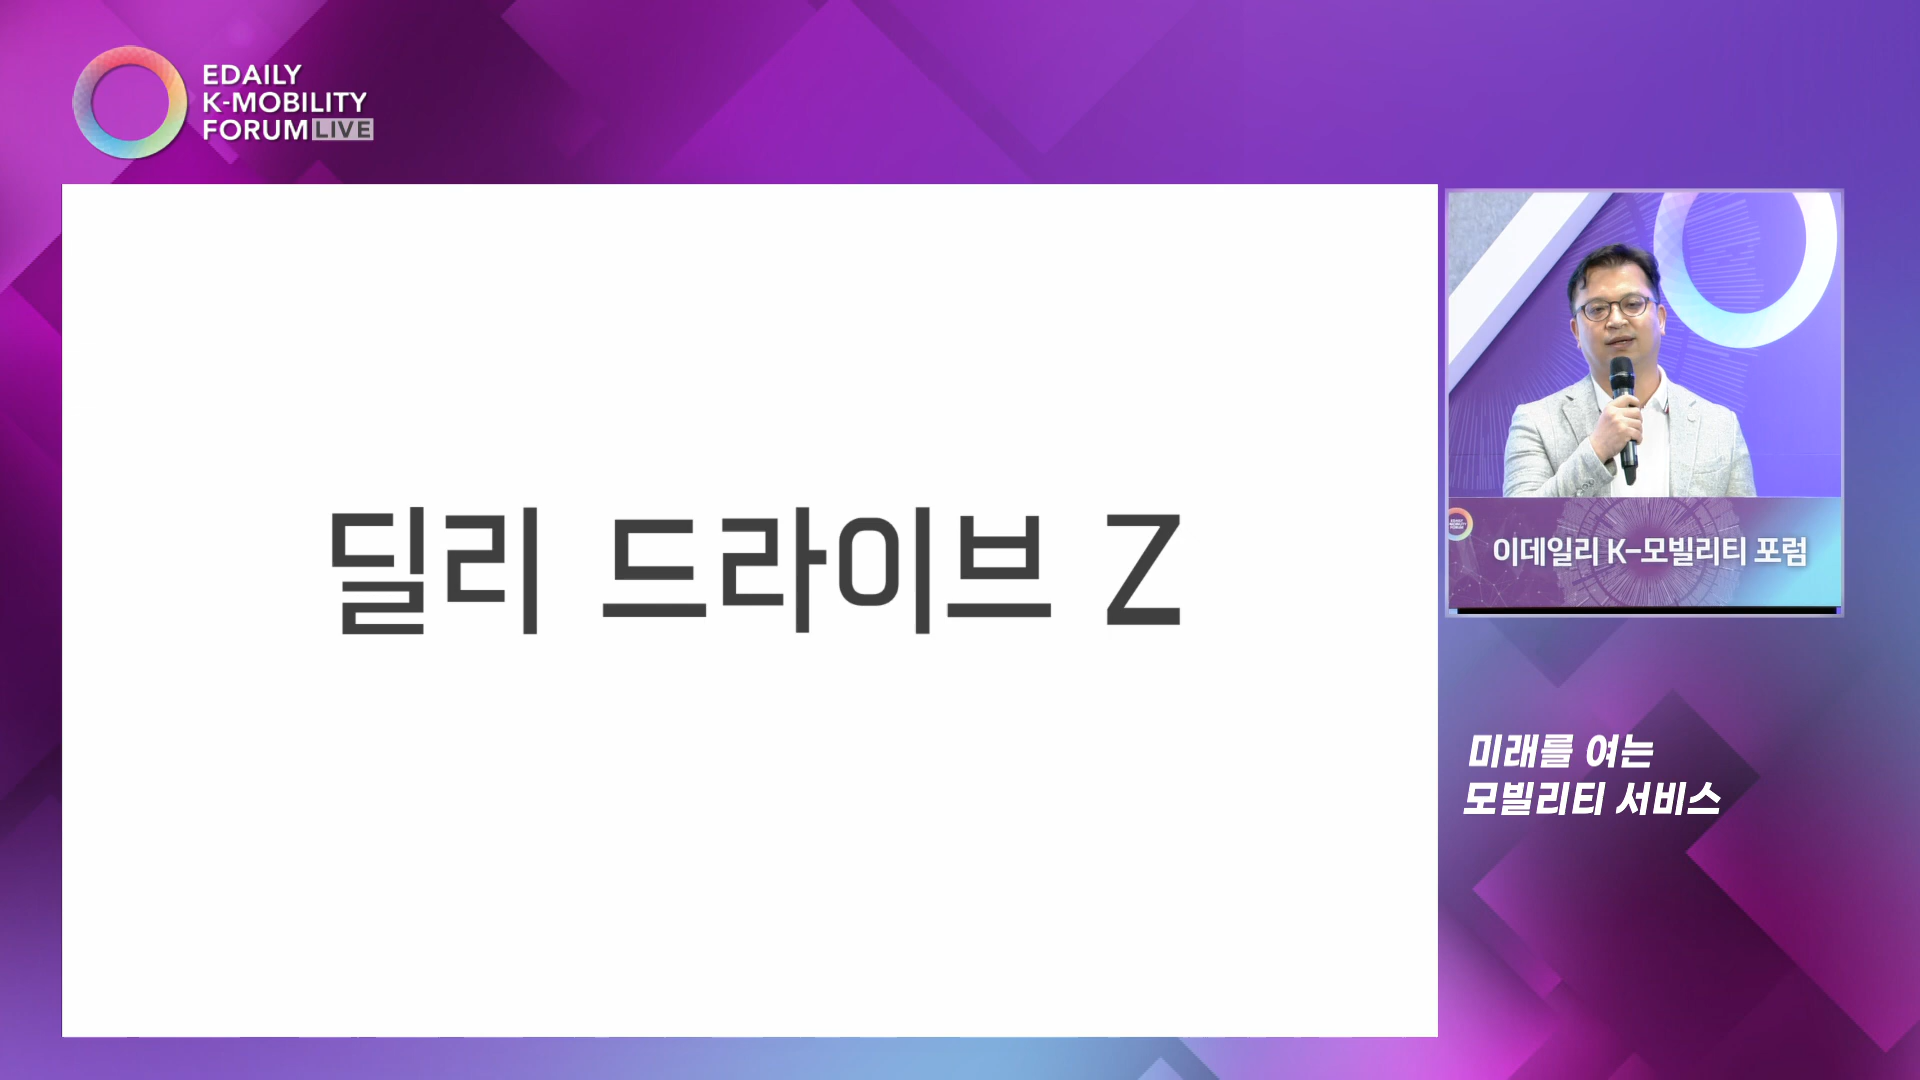 EDAILY
K-MOBILITY
FORUM LIVE
딜리 드라이브 Z
이데일리 K-모빌리티 포럼
미래를 여는
모빌리티 서비스